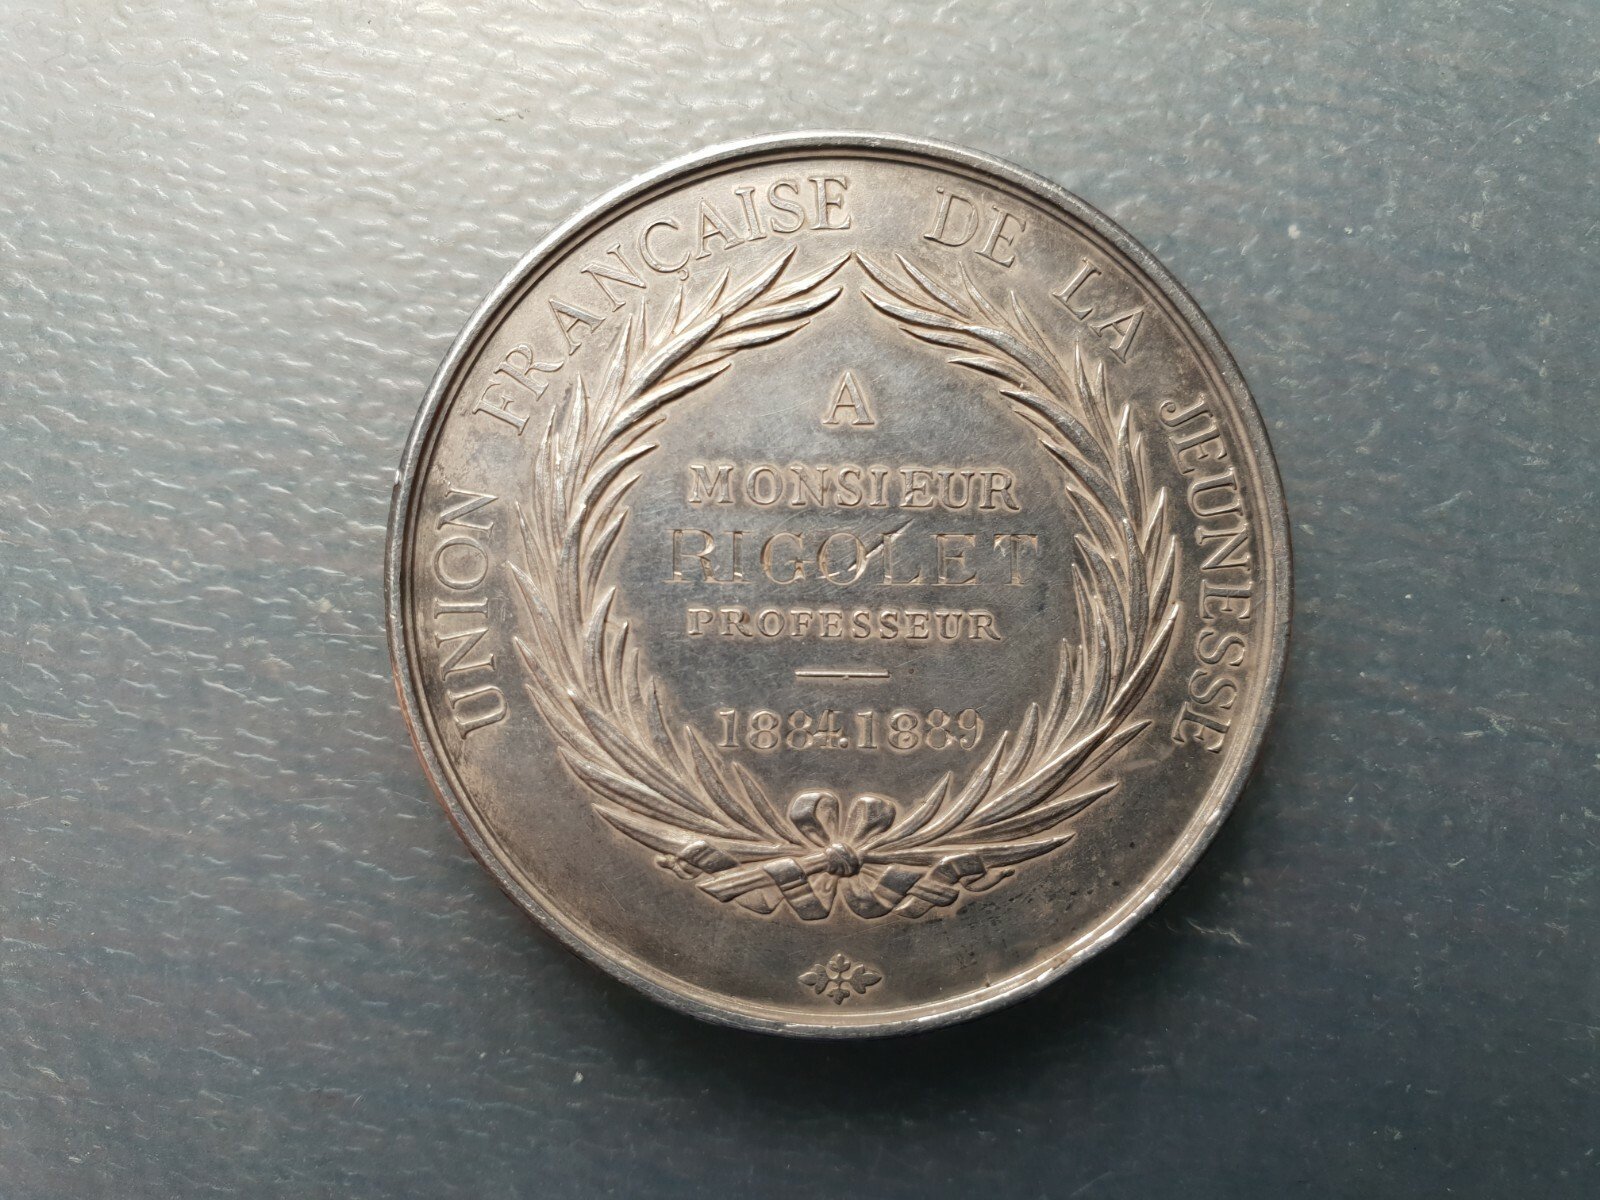 UNION FRANÇAISE DE LA JEUNESSE
A
MONSIEUR
RIGOLET
PROFESSEUR
1884.1889